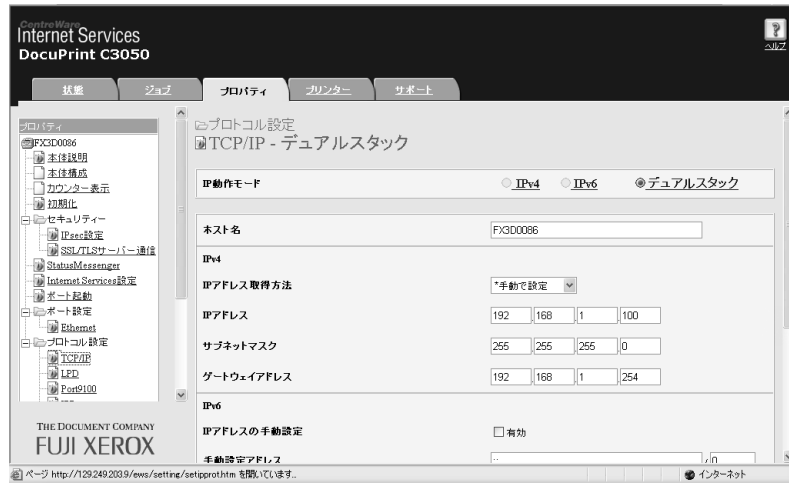 CentreWare
Internet Services
DocuPrint C3050
ヘルプ
状態
ジョブ
プロパティ
プリンター
サポート
プロパティ
FX3D0086
本体説明
本体構成
カウンター表示
初期化
セキュリティー
IPsec設定
SSL/TLSサーバー通信
StatusMessenger
Internet Services設定
ポート起動
ポート設定
Ethernet
プロトコル設定
TCP/IP
LPD
Port9100
THE DOCUMENT COMPANY
FUJI XEROX
プロトコル設定
TCP/IP - デュアルスタック
IP動作モード IPv4 IPv6 デュアルスタック
ホスト名 FX3D0086
IPv4
IPアドレス取得方法 *手動で設定
IPアドレス 192 .168 .1 .100
サブネットマスク 255 .255 .255 .0
ゲートウェイアドレス 192 .168 .1 .254
IPv6
IPアドレスの手動設定 有効
手動設定アドレス :: / 0
ページ http://129.249.203.9/ews/setting/setipprot.htm を開いています... インターネット